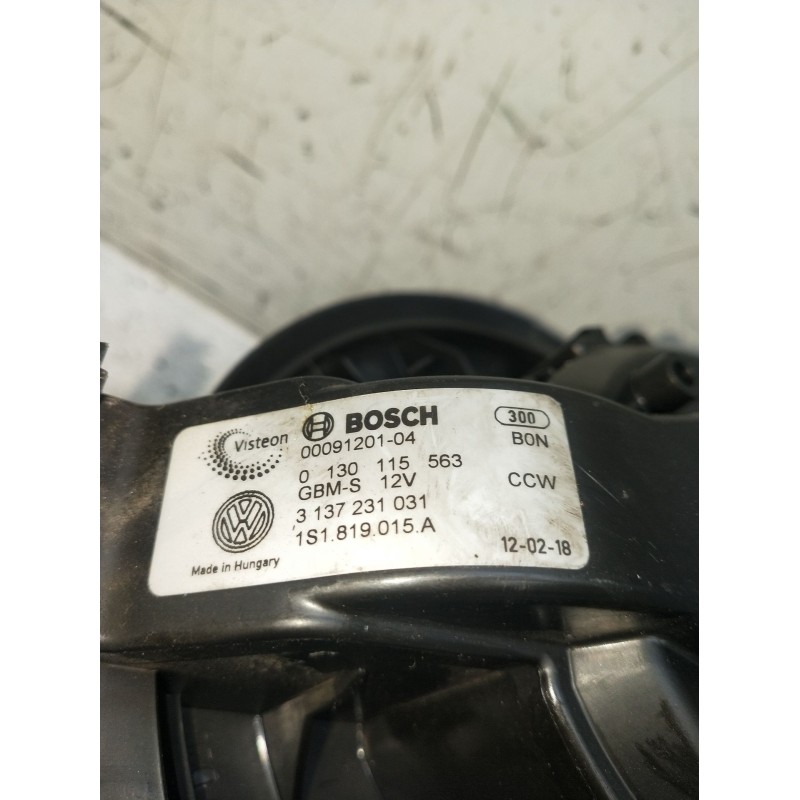 Visteon
BOSCH
300
00091201-04
B0N
0 130 115 563
GBM-S 12V
CCW
3 137 231 031
1S1.819.015.A
12-02-18
VW
Made in Hungary